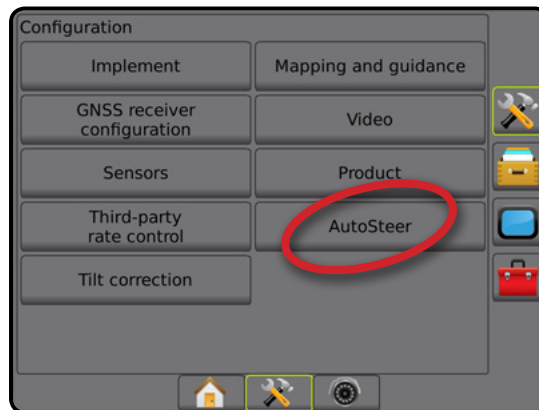 Configuration
Implement
Mapping and guidance
GNSS receiver
configuration
Video
Sensors
Product
Third-party
rate control
AutoSteer
Tilt correction